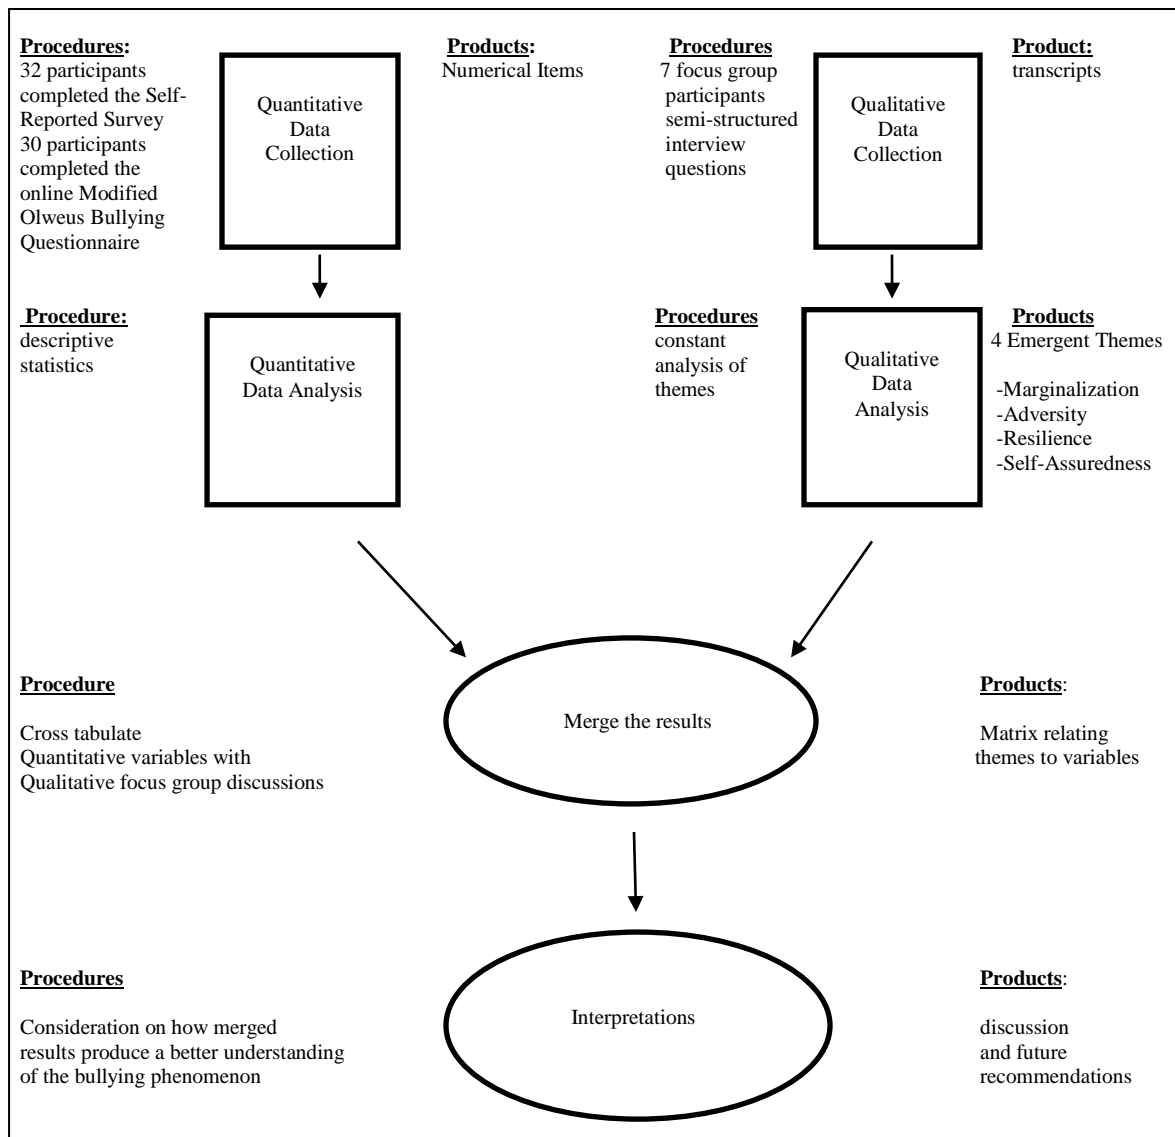 Procedures:
32 participants
completed the Self-
Reported Survey
30 participants
completed the
online Modified
Olweus Bullying
Questionnaire
Quantitative
Data
Collection
Products:
Numerical Items
Procedures
7 focus group
participants
semi-structured
interview
questions
Qualitative
Data
Collection
Product:
transcripts
Procedure:
descriptive
statistics
Quantitative
Data Analysis
Procedures
constant
analysis of
themes
Qualitative
Data
Analysis
Products
4 Emergent Themes
-Marginalization
-Adversity
-Resilience
-Self-Assuredness
Procedure
Cross tabulate
Quantitative variables with
Qualitative focus group discussions
Merge the results
Products:
Matrix relating
themes to variables
Procedures
Consideration on how merged
results produce a better understanding
of the bullying phenomenon
Interpretations
Products:
discussion
and future
recommendations